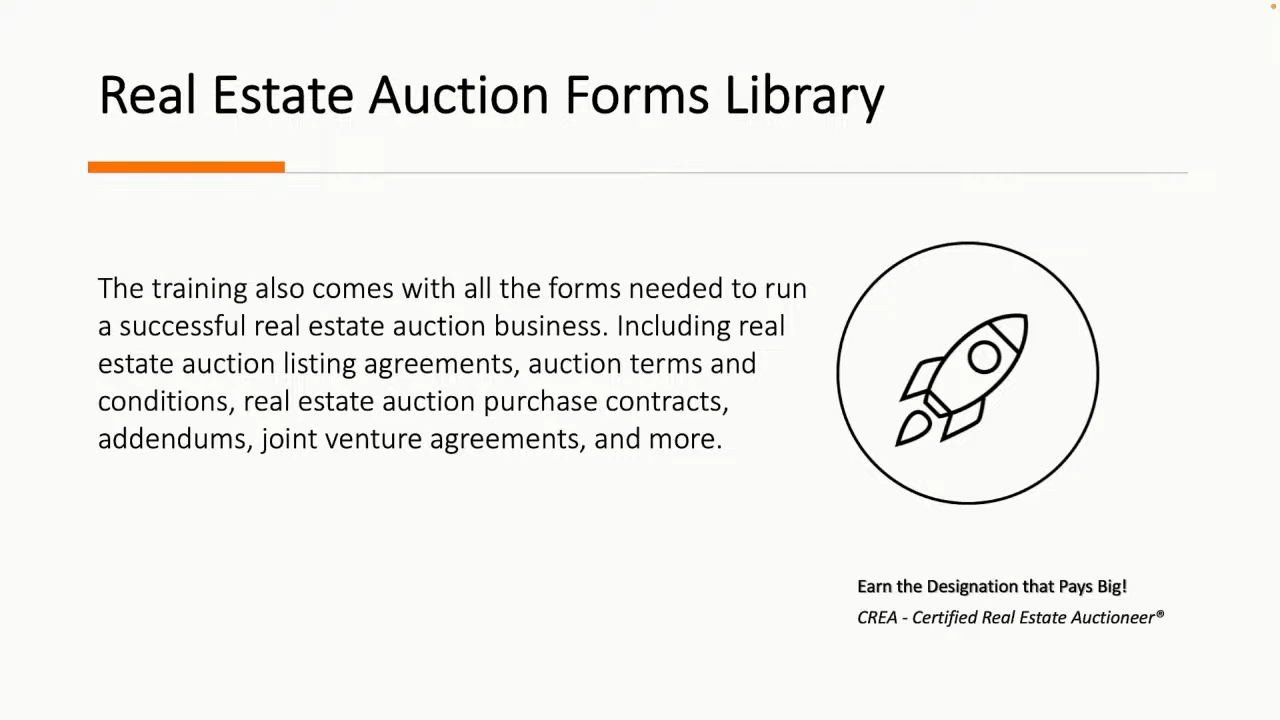 Real Estate Auction Forms Library
The training also comes with all the forms needed to run
a successful real estate auction business. Including real
estate auction listing agreements, auction terms and
conditions, real estate auction purchase contracts,
addendums, joint venture agreements, and more.
Earn the Designation that Pays Big!
CREA - Certified Real Estate Auctioneer®